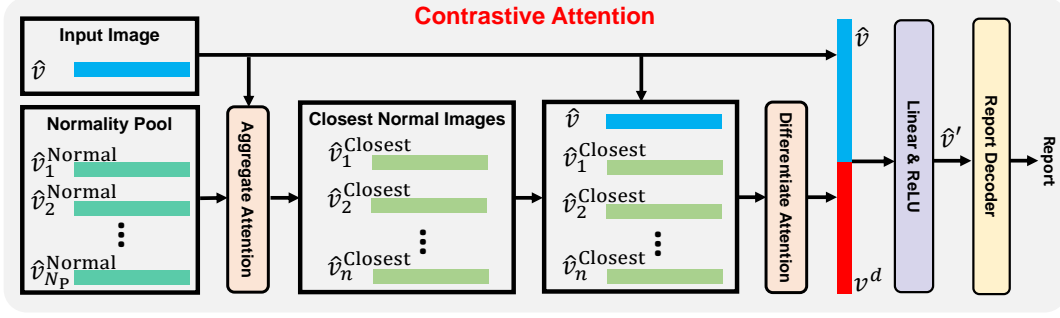 Contrastive Attention
Input Image
v̂
Normality Pool
v̂₁^Normal
v̂₂^Normal
...
v̂_{N_P}^Normal
Aggregate Attention
Closest Normal Images
v̂₁^Closest
v̂₂^Closest
...
v̂ₙ^Closest
v̂
v̂₁^Closest
v̂₂^Closest
...
v̂ₙ^Closest
Differentiate Attention
v̂
v^d
Linear & ReLU
v̂′
Report Decoder
Report